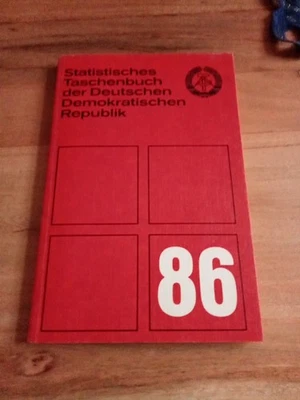 Statistisches
Taschenbuch
der Deutschen
Demokratischen
Republik
86